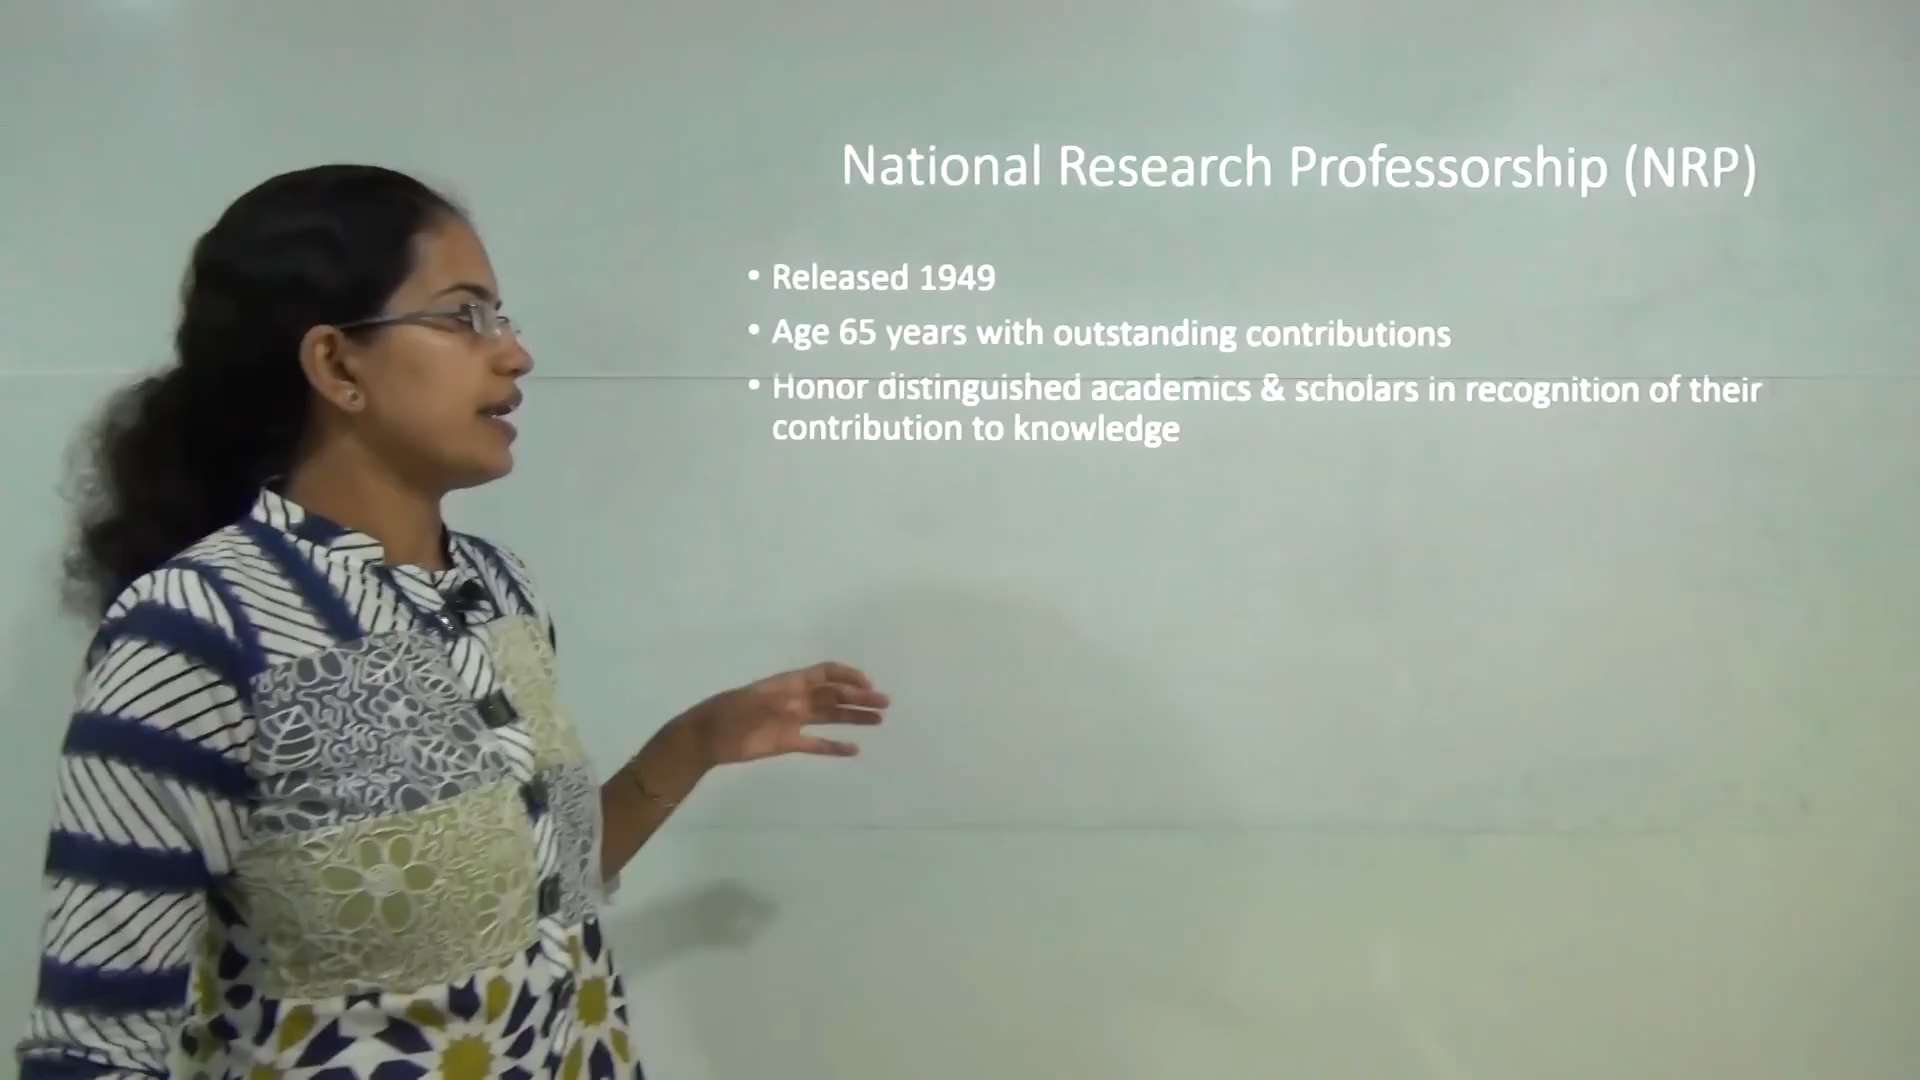 National Research Professorship (NRP)
• Released 1949
• Age 65 years with outstanding contributions
• Honor distinguished academics & scholars in recognition of their
contribution to knowledge